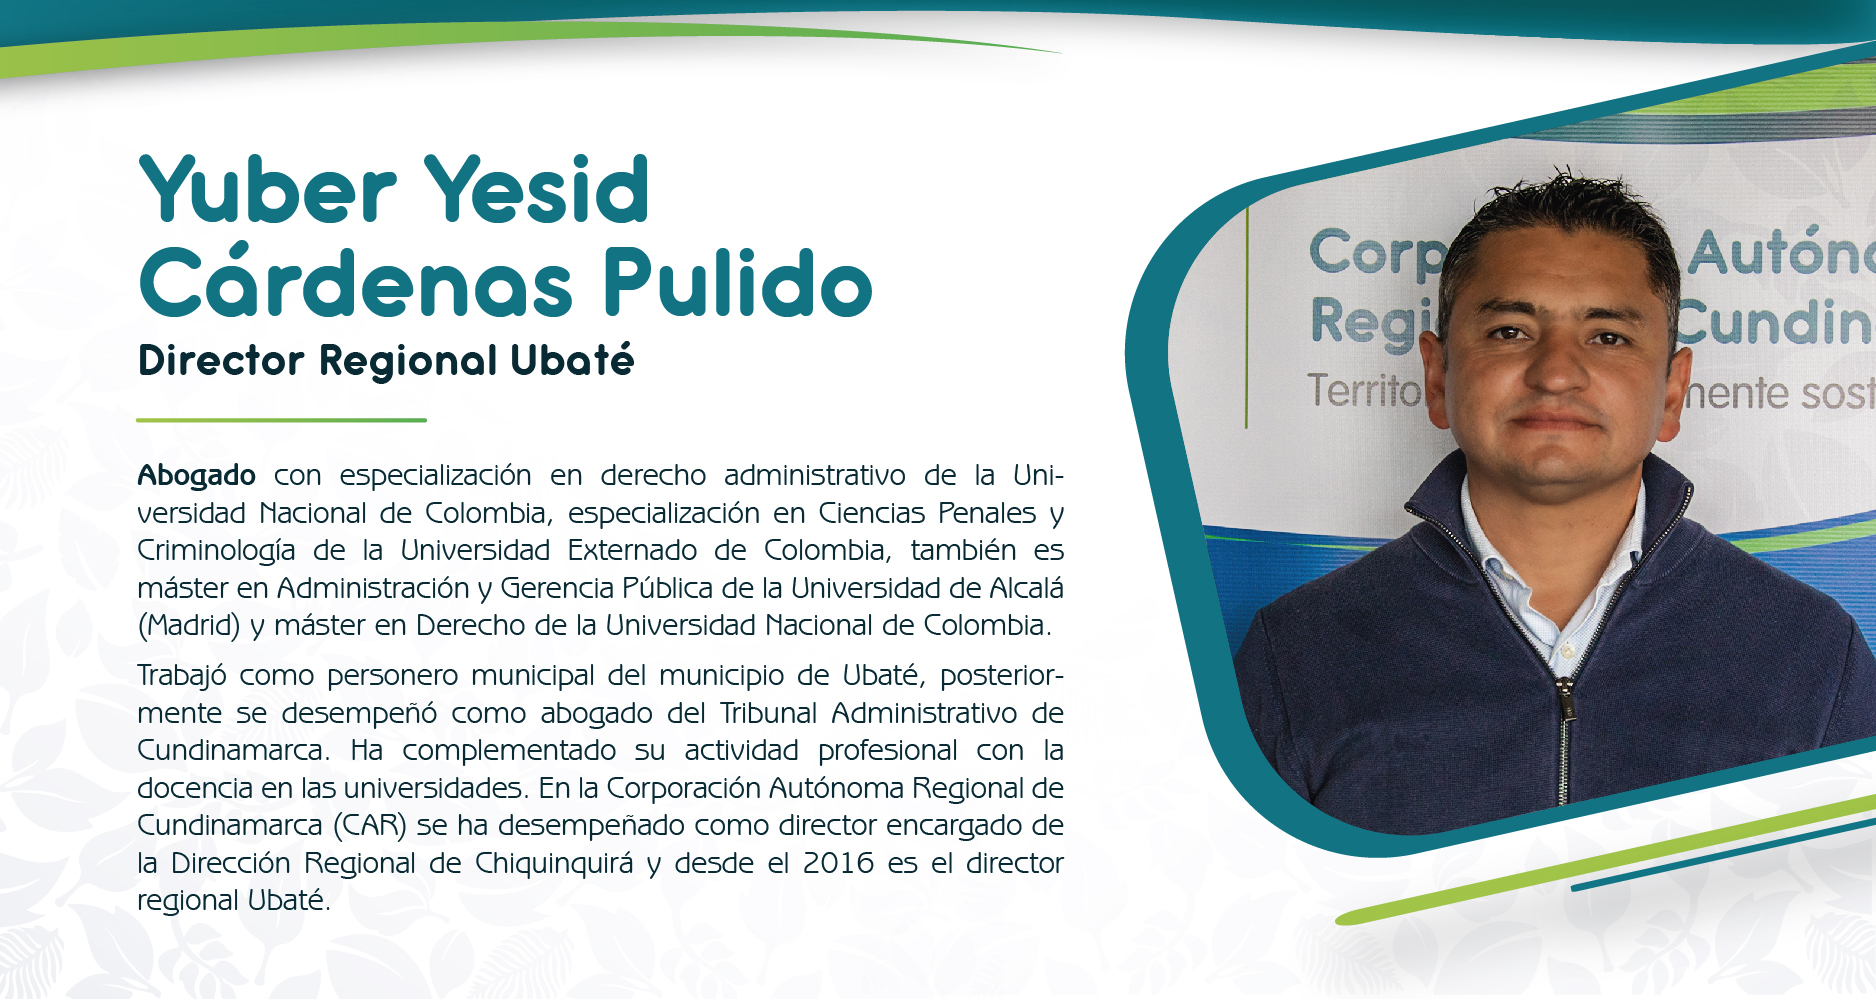 Yuber Yesid
Cárdenas Pulido
Director Regional Ubaté
Abogado con especialización en derecho administrativo de la Uni-
versidad Nacional de Colombia, especialización en Ciencias Penales y
Criminología de la Universidad Externado de Colombia, también es
máster en Administración y Gerencia Pública de la Universidad de Alcalá
(Madrid) y máster en Derecho de la Universidad Nacional de Colombia.
Trabajó como personero municipal del municipio de Ubaté, posterior-
mente se desempeñó como abogado del Tribunal Administrativo de
Cundinamarca. Ha complementado su actividad profesional con la
docencia en las universidades. En la Corporación Autónoma Regional de
Cundinamarca (CAR) se ha desempeñado como director encargado de
la Dirección Regional de Chiquinquirá y desde el 2016 es el director
regional Ubaté.
Corp Autóno
Regi Cundin
Territo mente sost